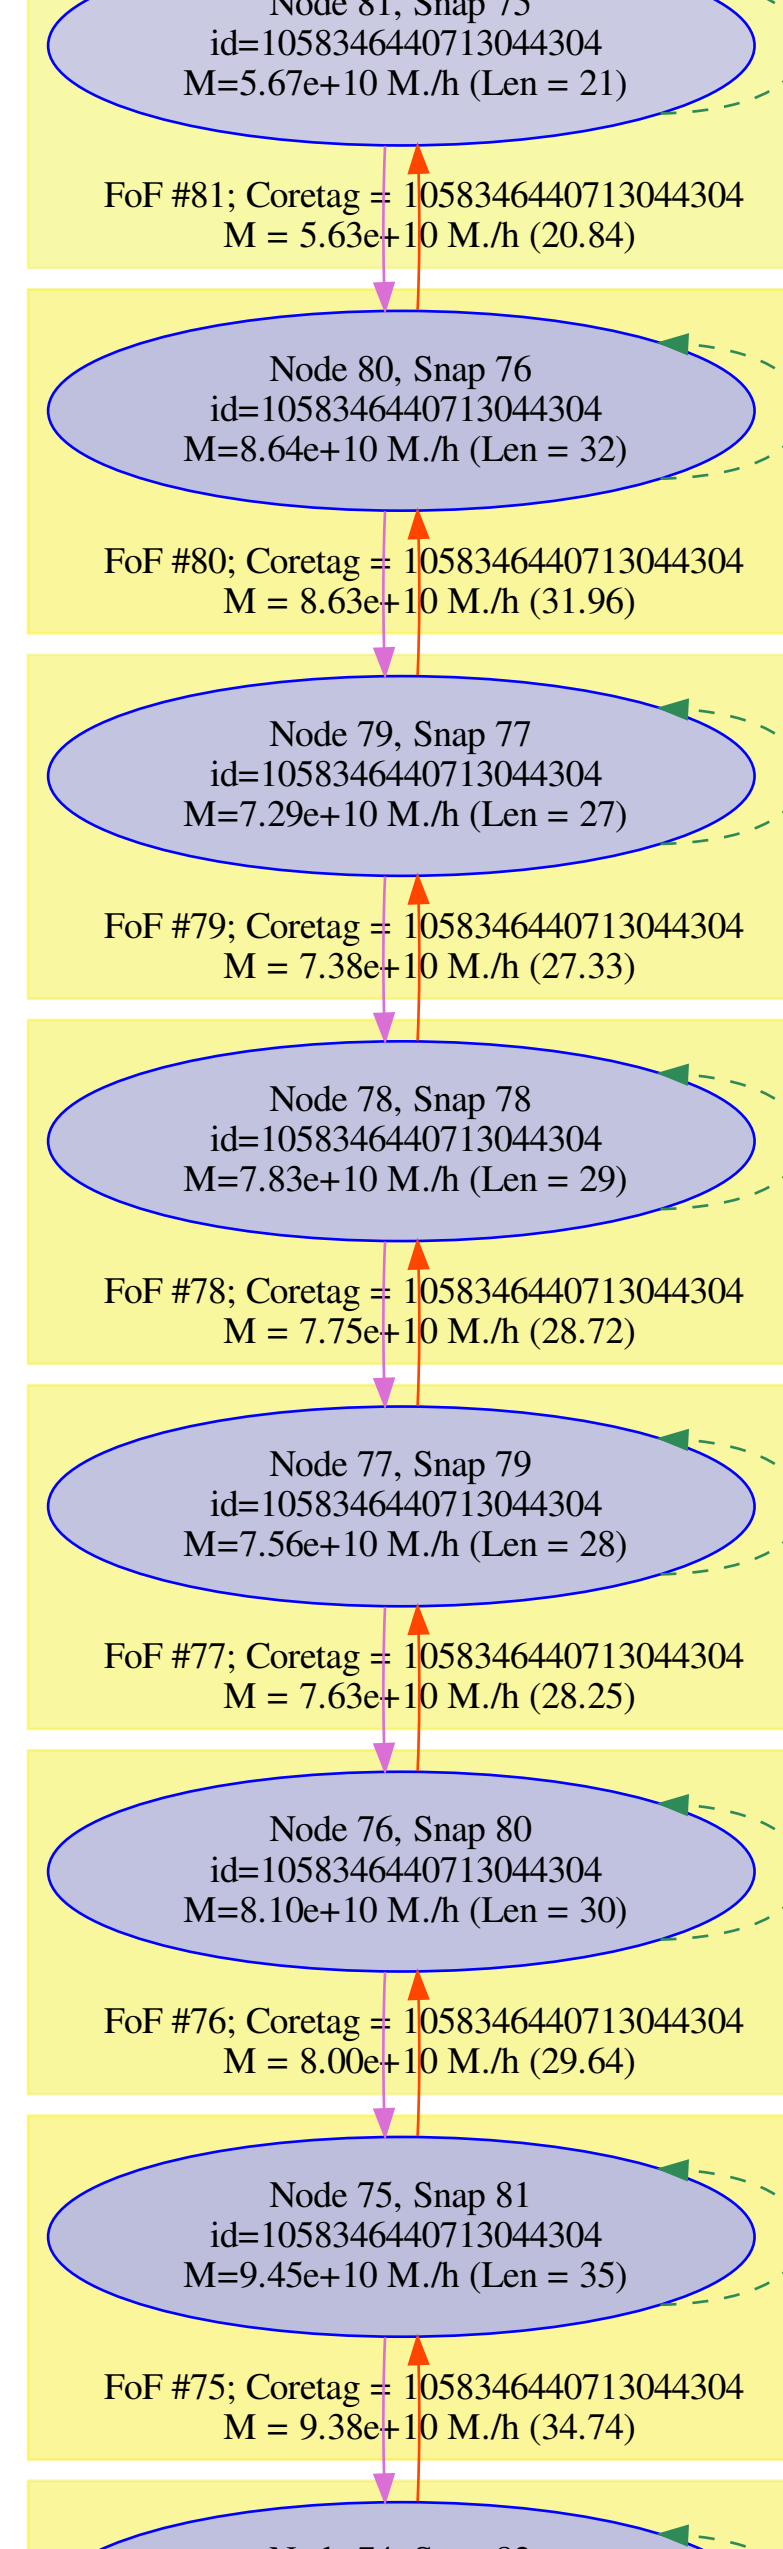 Node 81, Snap 75
id=1058346440713044304
M=5.67e+10 M./h (Len = 21)
FoF #81; Coretag = 1058346440713044304
M = 5.63e+10 M./h (20.84)
Node 80, Snap 76
id=1058346440713044304
M=8.64e+10 M./h (Len = 32)
FoF #80; Coretag = 1058346440713044304
M = 8.63e+10 M./h (31.96)
Node 79, Snap 77
id=1058346440713044304
M=7.29e+10 M./h (Len = 27)
FoF #79; Coretag = 1058346440713044304
M = 7.38e+10 M./h (27.33)
Node 78, Snap 78
id=1058346440713044304
M=7.83e+10 M./h (Len = 29)
FoF #78; Coretag = 1058346440713044304
M = 7.75e+10 M./h (28.72)
Node 77, Snap 79
id=1058346440713044304
M=7.56e+10 M./h (Len = 28)
FoF #77; Coretag = 1058346440713044304
M = 7.63e+10 M./h (28.25)
Node 76, Snap 80
id=1058346440713044304
M=8.10e+10 M./h (Len = 30)
FoF #76; Coretag = 1058346440713044304
M = 8.00e+10 M./h (29.64)
Node 75, Snap 81
id=1058346440713044304
M=9.45e+10 M./h (Len = 35)
FoF #75; Coretag = 1058346440713044304
M = 9.38e+10 M./h (34.74)